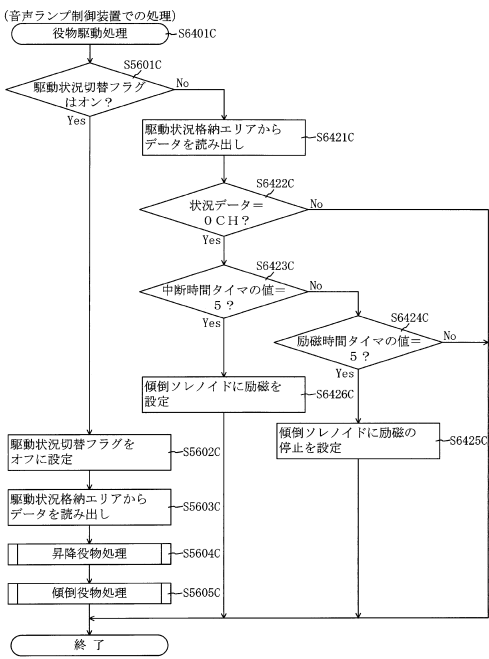 (音声ランプ制御装置での処理)
役物駆動処理
S6401C
S5601C
駆動状況切替フラグ
はオン?
No
Yes
駆動状況格納エリアから
データを読み出し
S6421C
S6422C
状況データ=
0CH?
No
Yes
S6423C
中断時間タイマの値=
5?
No
Yes
S6424C
励磁時間タイマの値=
5?
No
Yes
傾倒ソレノイドに励磁を
設定
S6426C
傾倒ソレノイドに励磁の
停止を設定
S6425C
駆動状況切替フラグを
オフに設定
S5602C
駆動状況格納エリアから
データを読み出し
S5603C
昇降役物処理
S5604C
傾倒役物処理
S5605C
終 了